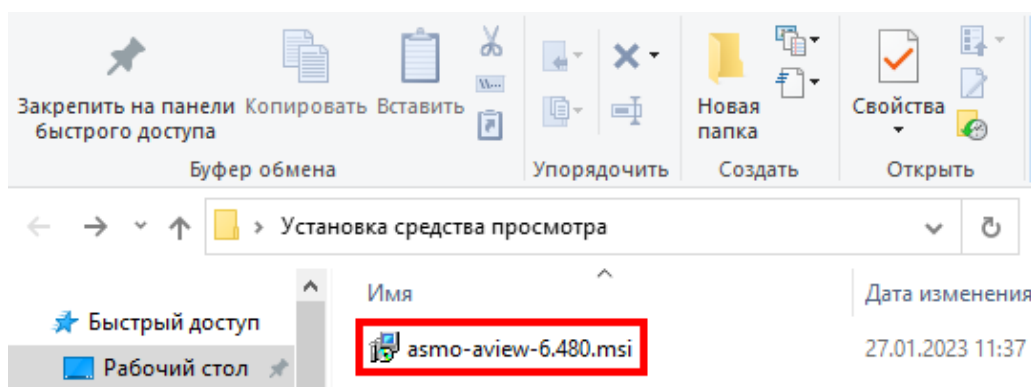 Закрепить на панели быстрого доступа
Копировать
Вставить
Новая папка
Свойства
Буфер обмена
Упорядочить
Создать
Открыть
Установка средства просмотра
Имя
Дата изменения
Быстрый доступ
asmo-aview-6.480.msi
27.01.2023 11:37
Рабочий стол